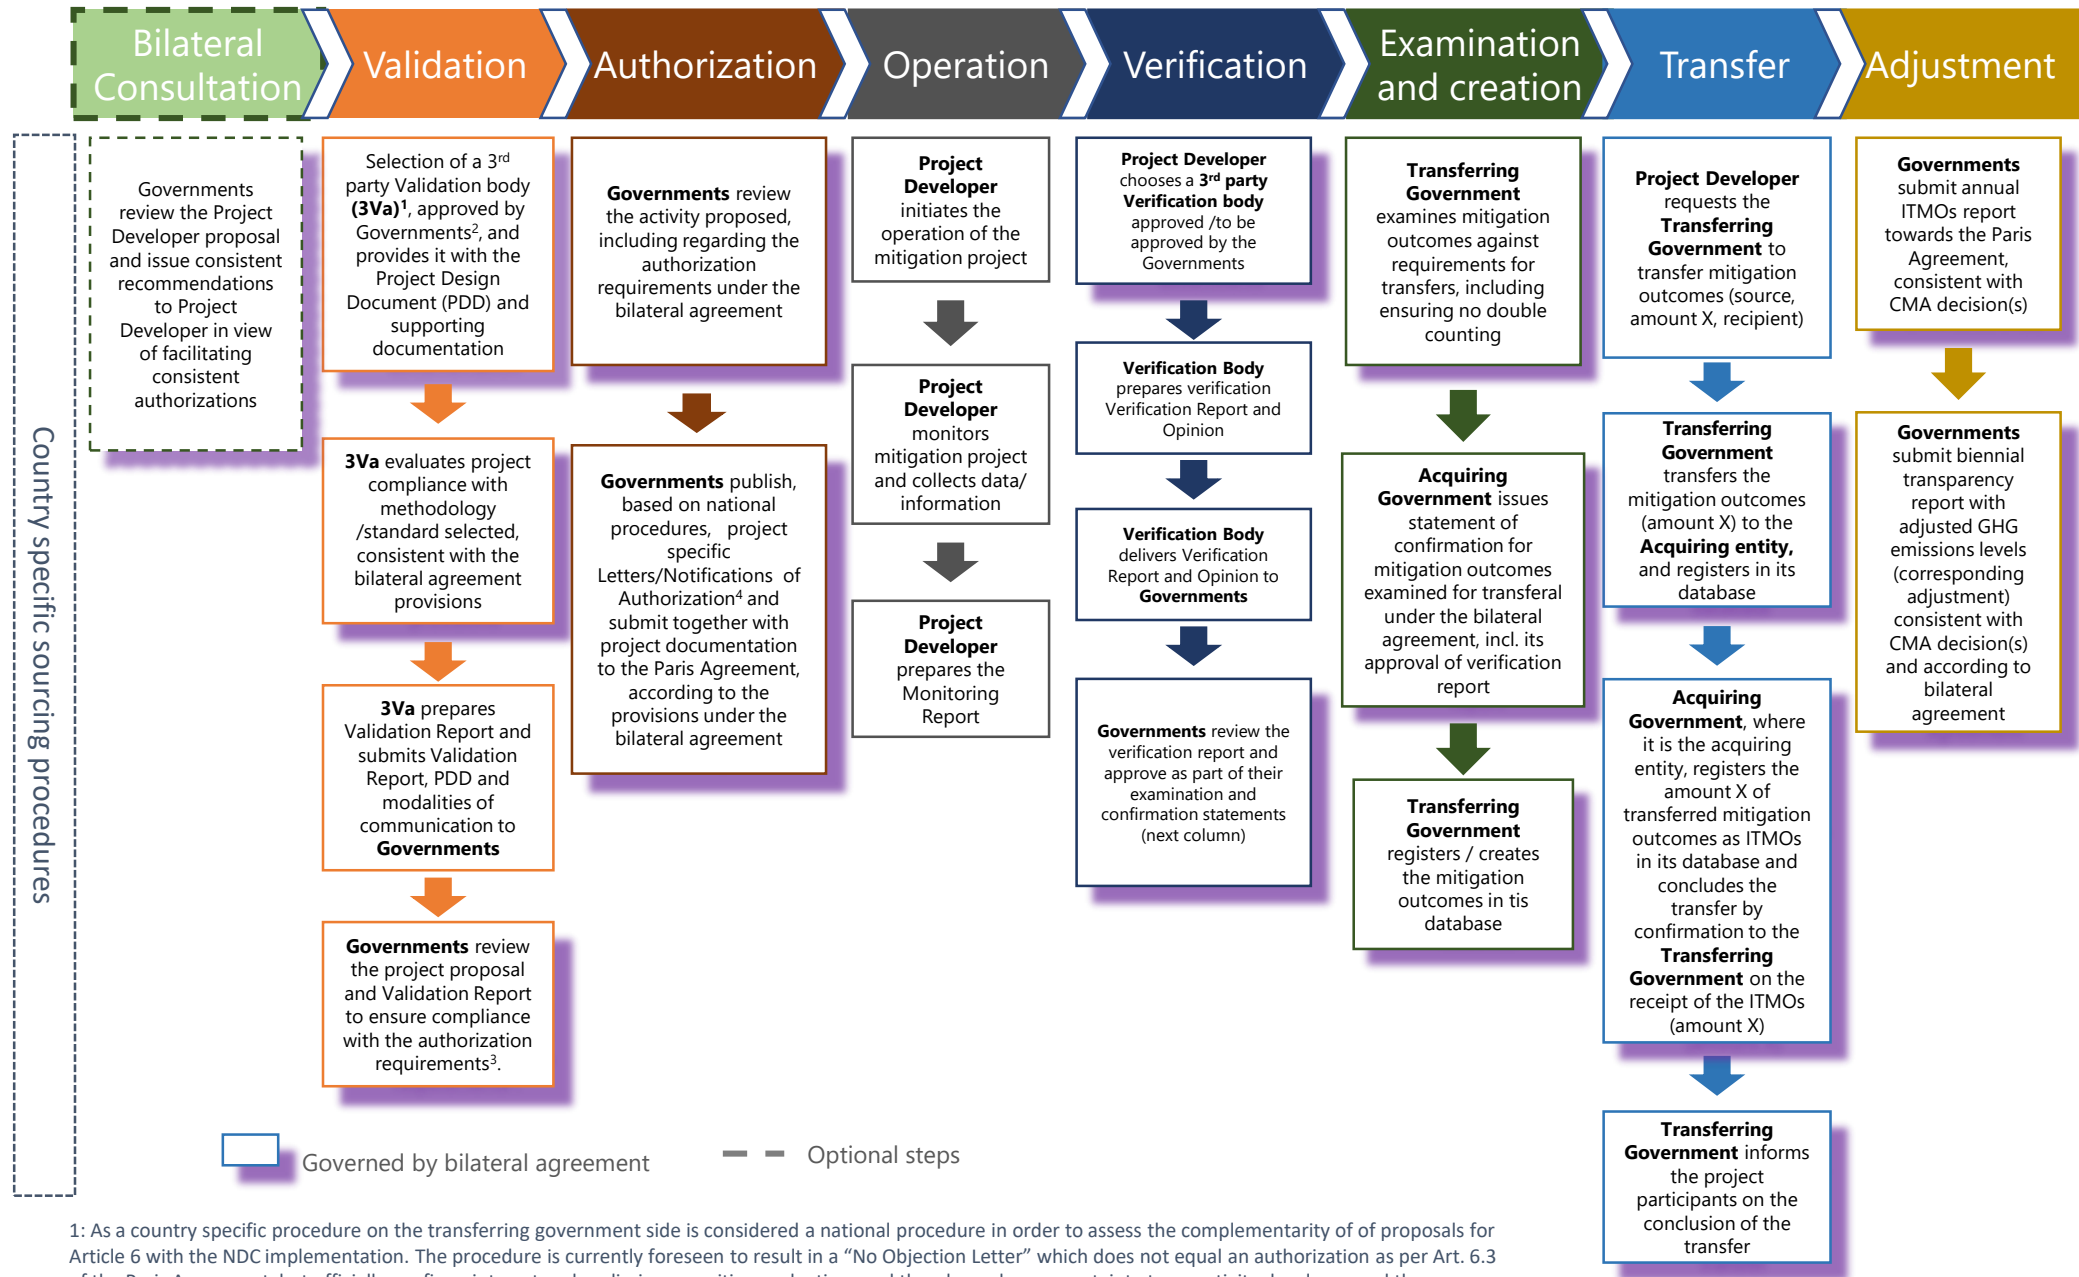 Bilateral
Consultation
Validation
Authorization
Operation
Verification
Examination
and creation
Transfer
Adjustment
Country specific sourcing procedures
Governments
review the Project
Developer proposal
and issue consistent
recommendations
to Project
Developer in view
of facilitating
consistent
authorizations
Selection of a 3rd
party Validation body
(3Va)1, approved by
Governments2, and
provides it with the
Project Design
Document (PDD) and
supporting
documentation
3Va evaluates project
compliance with
methodology
/standard selected,
consistent with the
bilateral agreement
provisions
3Va prepares
Validation Report and
submits Validation
Report, PDD and
modalities of
communication to
Governments
Governments review
the project proposal
and Validation Report
to ensure compliance
with the authorization
requirements3.
Governments review
the activity proposed,
including regarding the
authorization
requirements under the
bilateral agreement
Governments publish,
based on national
procedures, project
specific
Letters/Notifications of
Authorization4 and
submit together with
project documentation
to the Paris Agreement,
according to the
provisions under the
bilateral agreement
Project
Developer
initiates the
operation of the
mitigation project
Project
Developer
monitors
mitigation project
and collects data/
information
Project
Developer
prepares the
Monitoring
Report
Project Developer
chooses a 3rd party
Verification body
approved /to be
approved by the
Governments
Verification Body
prepares verification
Verification Report and
Opinion
Verification Body
delivers Verification
Report and Opinion to
Governments
Governments review the
verification report and
approve as part of their
examination and
confirmation statements
(next column)
Transferring
Government
examines mitigation
outcomes against
requirements for
transfers, including
ensuring no double
counting
Acquiring
Government issues
statement of
confirmation for
mitigation outcomes
examined for transferal
under the bilateral
agreement, incl. its
approval of verification
report
Transferring
Government
registers / creates
the mitigation
outcomes in tis
database
Project Developer
requests the
Transferring
Government to
transfer mitigation
outcomes (source,
amount X, recipient)
Transferring
Government
transfers the
mitigation outcomes
(amount X) to the
Acquiring entity,
and registers in its
database
Acquiring
Government, where
it is the acquiring
entity, registers the
amount X of
transferred mitigation
outcomes as ITMOs
in its database and
concludes the
transfer by
confirmation to the
Transferring
Government on the
receipt of the ITMOs
(amount X)
Transferring
Government informs
the project
participants on the
conclusion of the
transfer
Governments
submit annual
ITMOs report
towards the Paris
Agreement,
consistent with
CMA decision(s)
Governments
submit biennial
transparency
report with
adjusted GHG
emissions levels
(corresponding
adjustment)
consistent with
CMA decision(s)
and according to
bilateral
agreement
Governed by bilateral agreement
Optional steps
1: As a country specific procedure on the transferring government side is considered a national procedure in order to assess the complementarity of of proposals for
Article 6 with the NDC implementation. The procedure is currently foreseen to result in a “No Objection Letter” which does not equal an authorization as per Art. 6.3